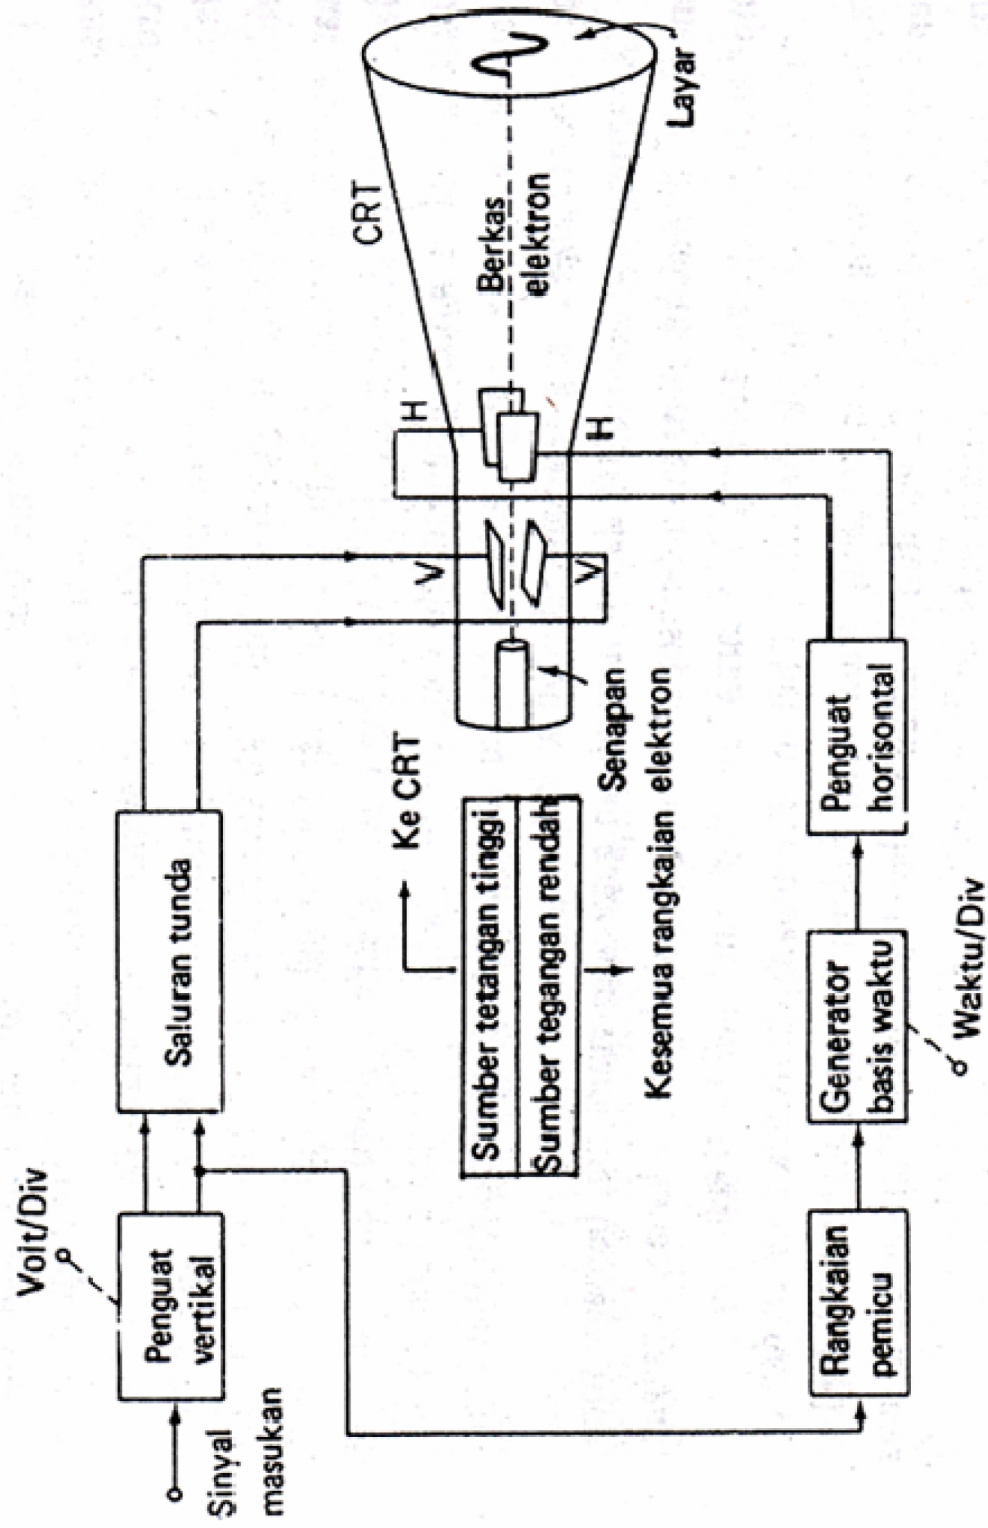 Volt/Div
Penguat
vertikal
Sinyal
masukan
Saluran tunda
Ke CRT
Sumber tetangan tinggi
Sumber tegangan rendah
Kesemua rangkaian elektron
Senapan
V
V
H
H
CRT
Berkas
elektron
Layar
Rangkaian
pemicu
Generator
basis waktu
Waktu/Div
Penguat
horisontal